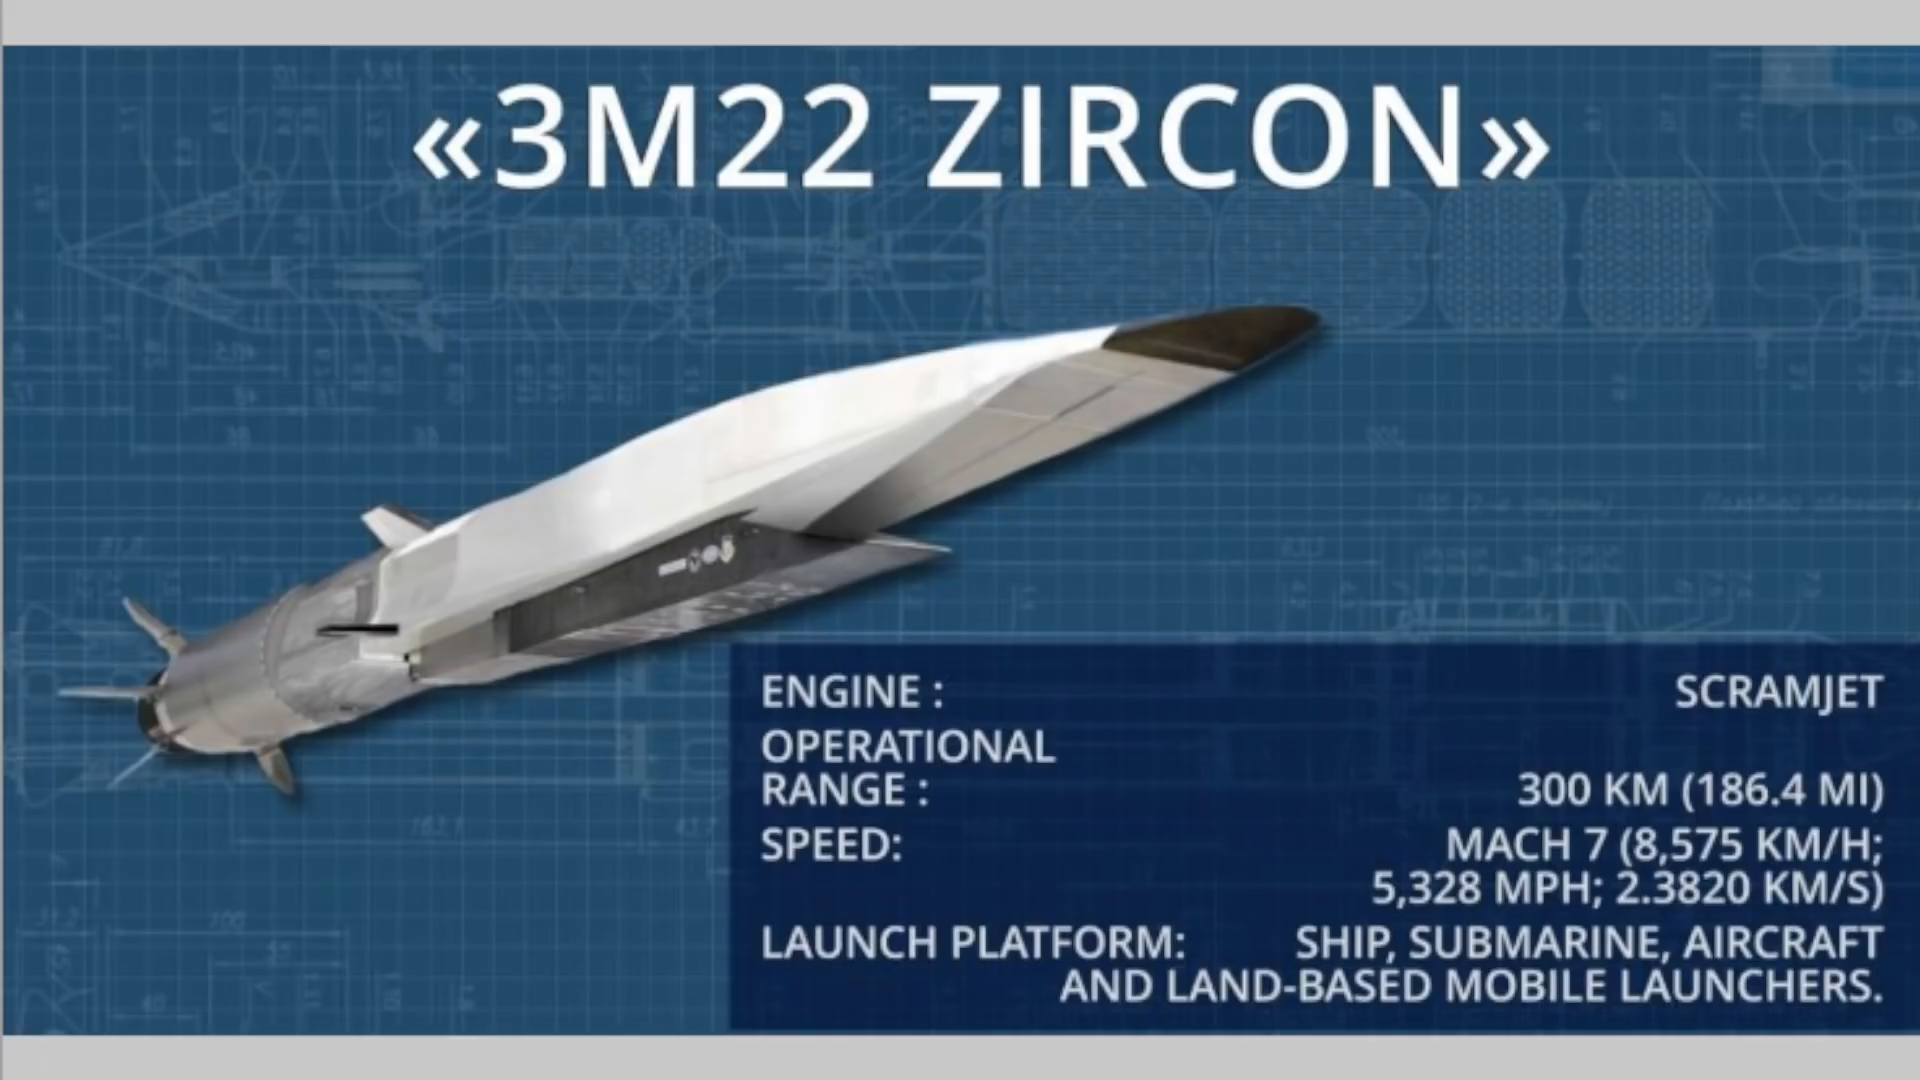 «3M22 ZIRCON»
ENGINE : SCRAMJET
OPERATIONAL
RANGE : 300 KM (186.4 MI)
SPEED: MACH 7 (8,575 KM/H;
5,328 MPH; 2.3820 KM/S)
LAUNCH PLATFORM: SHIP, SUBMARINE, AIRCRAFT
AND LAND-BASED MOBILE LAUNCHERS.